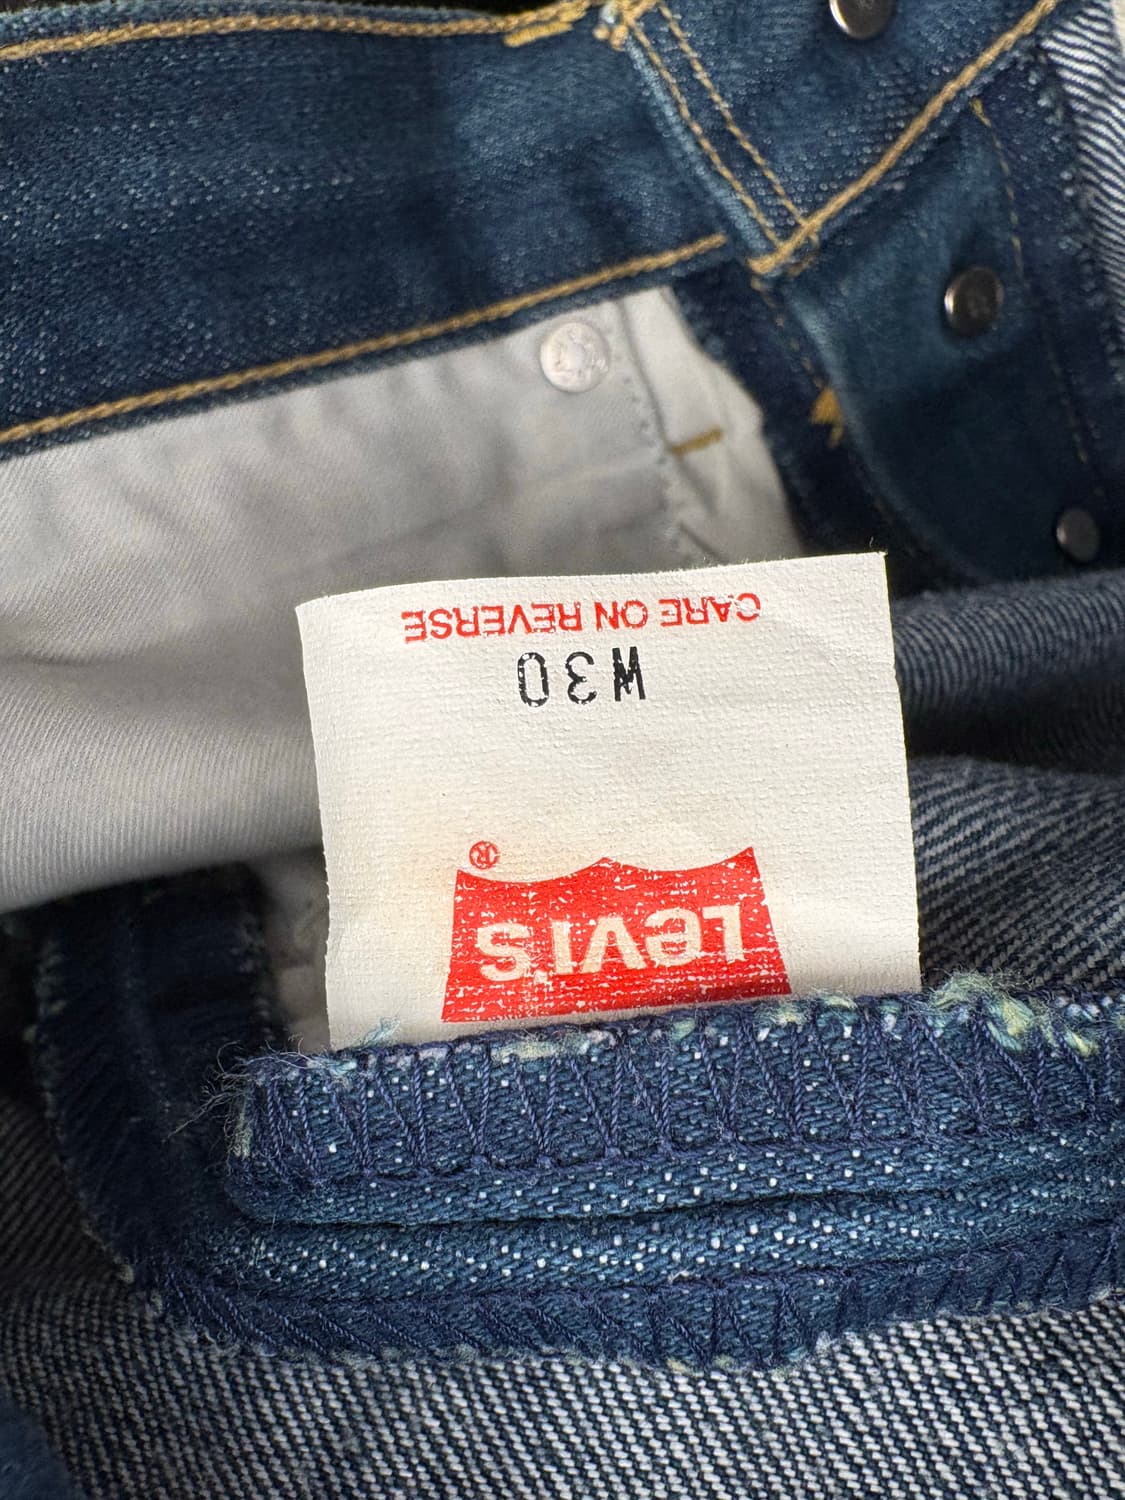 Levi's
®
W30
CARE ON REVERSE